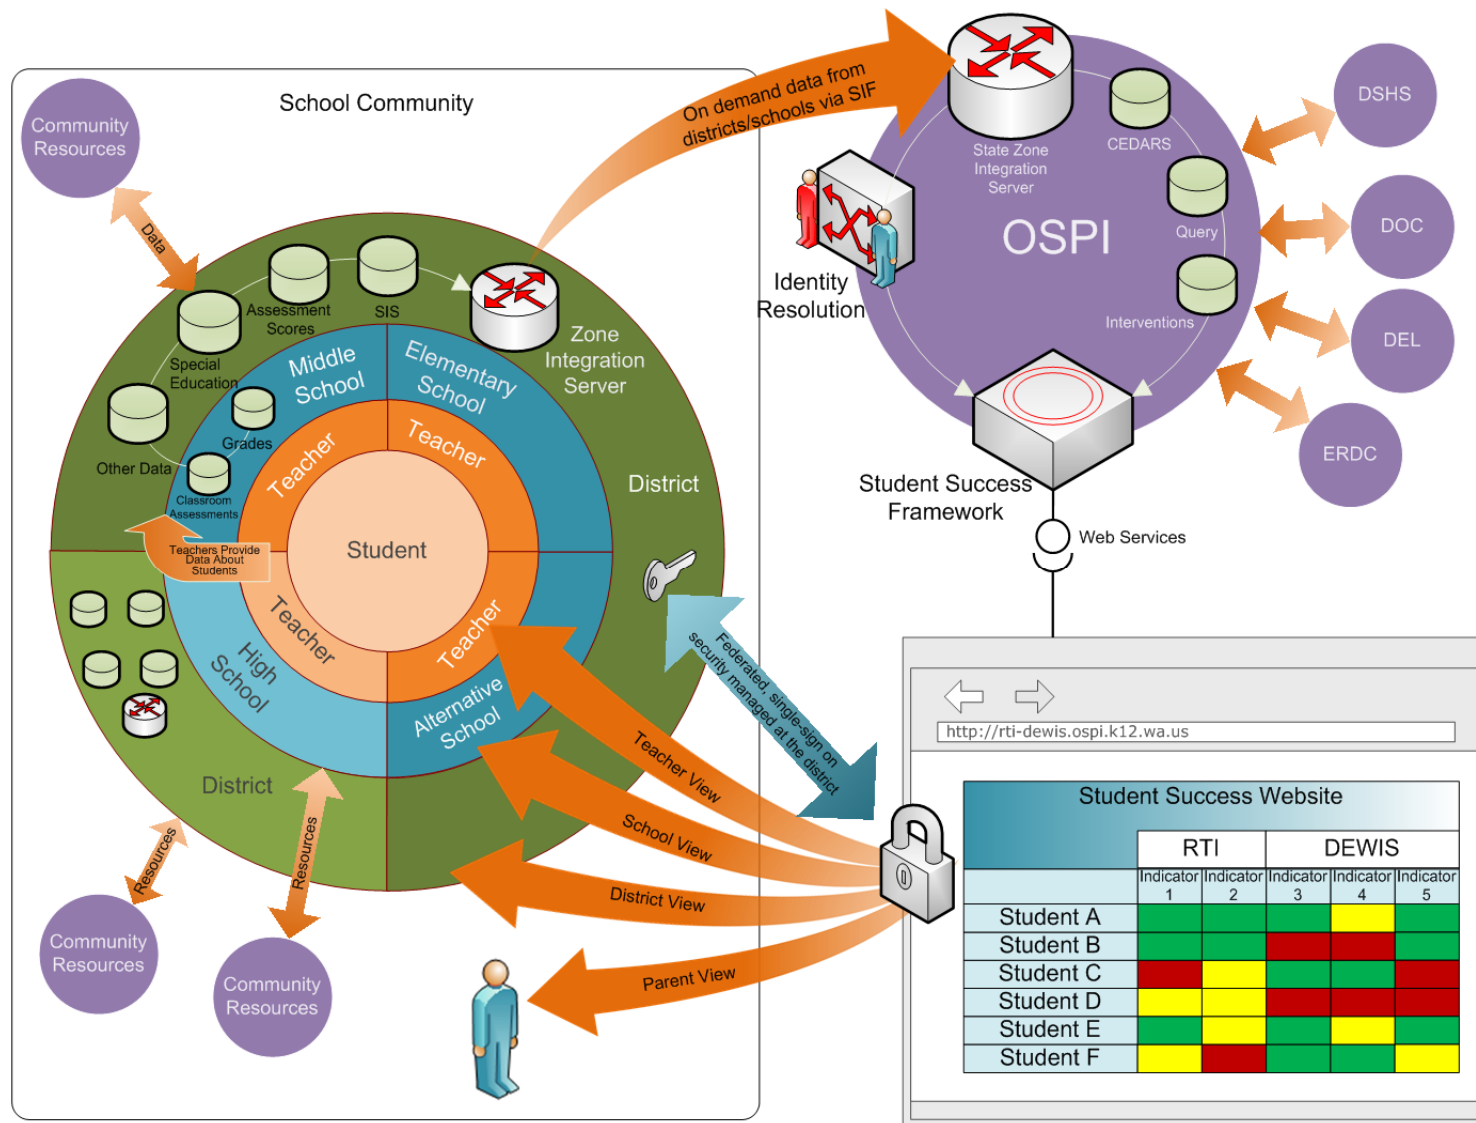 School Community
Community
Resources
Data
On demand data from
districts/schools via SIF
State Zone
Integration
Server
CEDARS
Query
Interventions
OSPI
Identity
Resolution
DSHS
DOC
DEL
ERDC
Student Success
Framework
Web Services
Assessment
Scores
SIS
Special
Education
Other Data
Grades
Classroom
Assessments
Zone
Integration
Server
Middle
School
Elementary
School
Teacher
Teacher
District
Student
Teachers Provide
Data About
Students
Teacher
Teacher
High
School
Alternative
School
District
Federated, single-sign on
security managed at the district
Teacher View
School View
District View
Parent View
Resources
Resources
Community
Resources
Community
Resources
http://rti-dewis.ospi.k12.wa.us
Student Success Website
RTI DEWIS
Indicator Indicator Indicator Indicator Indicator
1 2 3 4 5
Student A
Student B
Student C
Student D
Student E
Student F